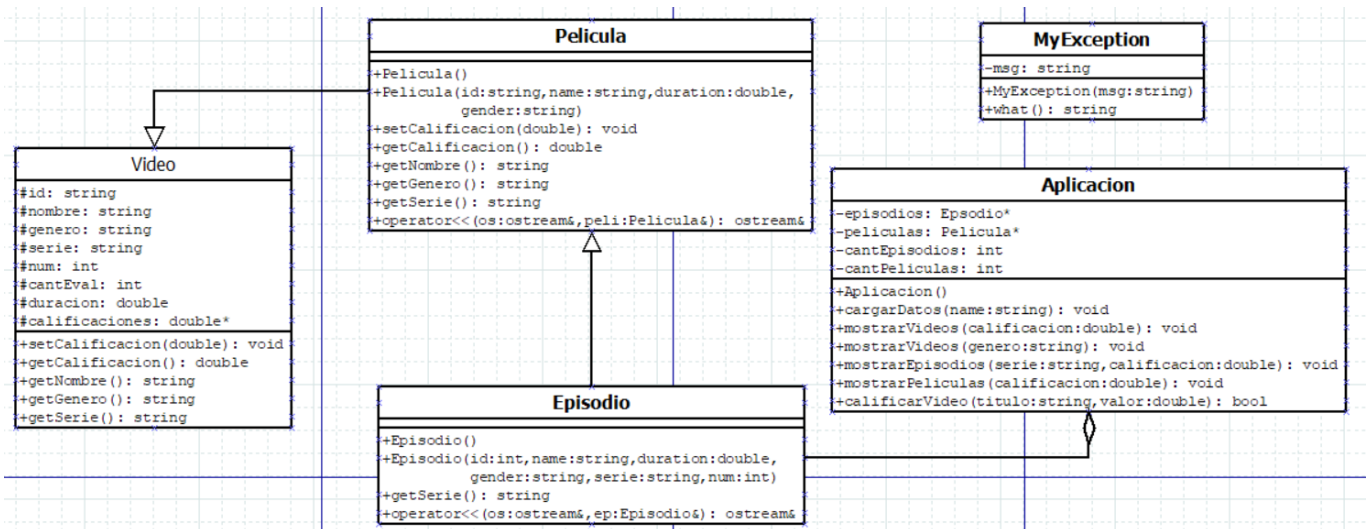 Pelicula
+Pelicula()
+Pelicula(id:string,name:string,duration:double,
gender:string)
+setCalificacion(double): void
+getCalificacion(): double
+getNombre(): string
+getGenero(): string
+getSerie(): string
+operator<<(os:ostream&,peli:Pelicula&): ostream&
MyException
-msg: string
+MyException(msg:string)
+what(): string
Video
#id: string
#nombre: string
#genero: string
#serie: string
#num: int
#cantEval: int
#duracion: double
#calificaciones: double*
+setCalificacion(double): void
+getCalificacion(): double
+getNombre(): string
+getGenero(): string
+getSerie(): string
Aplicacion
-episodios: Epsodio*
-peliculas: Pelicula*
-cantEpisodios: int
-cantPeliculas: int
+Aplicacion()
+cargarDatos(name:string): void
+mostrarVideos(calificacion:double): void
+mostrarVideos(genero:string): void
+mostrarEpisodios(serie:string,calificacion:double): void
+mostrarPeliculas(calificacion:double): void
+calificarVideo(titulo:string,valor:double): bool
Episodio
+Episodio()
+Episodio(id:int,name:string,duration:double,
gender:string,serie:string,num:int)
+getSerie(): string
+operator<<(os:ostream&,ep:Episodio&): ostream&